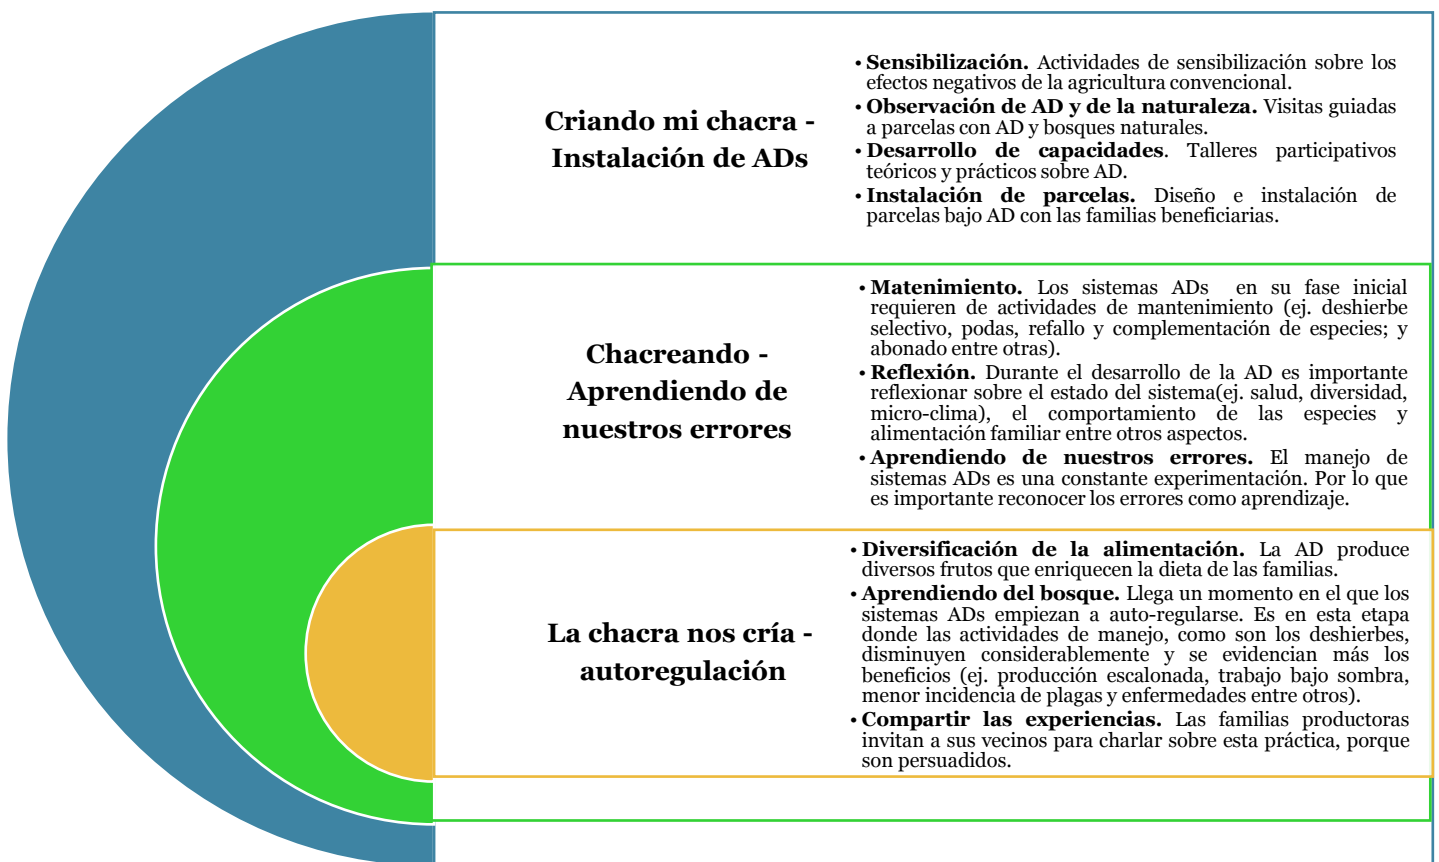 Criando mi chacra -
Instalación de ADs
• Sensibilización. Actividades de sensibilización sobre los
efectos negativos de la agricultura convencional.
• Observación de AD y de la naturaleza. Visitas guiadas
a parcelas con AD y bosques naturales.
• Desarrollo de capacidades. Talleres participativos
teóricos y prácticos sobre AD.
• Instalación de parcelas. Diseño e instalación de
parcelas bajo AD con las familias beneficiarias.
Chacreando -
Aprendiendo de
nuestros errores
• Matenimiento. Los sistemas ADs en su fase inicial
requieren de actividades de mantenimiento (ej. deshierbe
selectivo, podas, refallo y complementación de especies; y
abonado entre otras).
• Reflexión. Durante el desarrollo de la AD es importante
reflexionar sobre el estado del sistema(ej. salud, diversidad,
micro-clima), el comportamiento de las especies y
alimentación familiar entre otros aspectos.
• Aprendiendo de nuestros errores. El manejo de
sistemas ADs es una constante experimentación. Por lo que
es importante reconocer los errores como aprendizaje.
La chacra nos cría -
autoregulación
• Diversificación de la alimentación. La AD produce
diversos frutos que enriquecen la dieta de las familias.
• Aprendiendo del bosque. Llega un momento en el que los
sistemas ADs empiezan a auto-regularse. Es en esta etapa
donde las actividades de manejo, como son los deshierbes,
disminuyen considerablemente y se evidencian más los
beneficios (ej. producción escalonada, trabajo bajo sombra,
menor incidencia de plagas y enfermedades entre otros).
• Compartir las experiencias. Las familias productoras
invitan a sus vecinos para charlar sobre esta práctica, porque
son persuadidos.